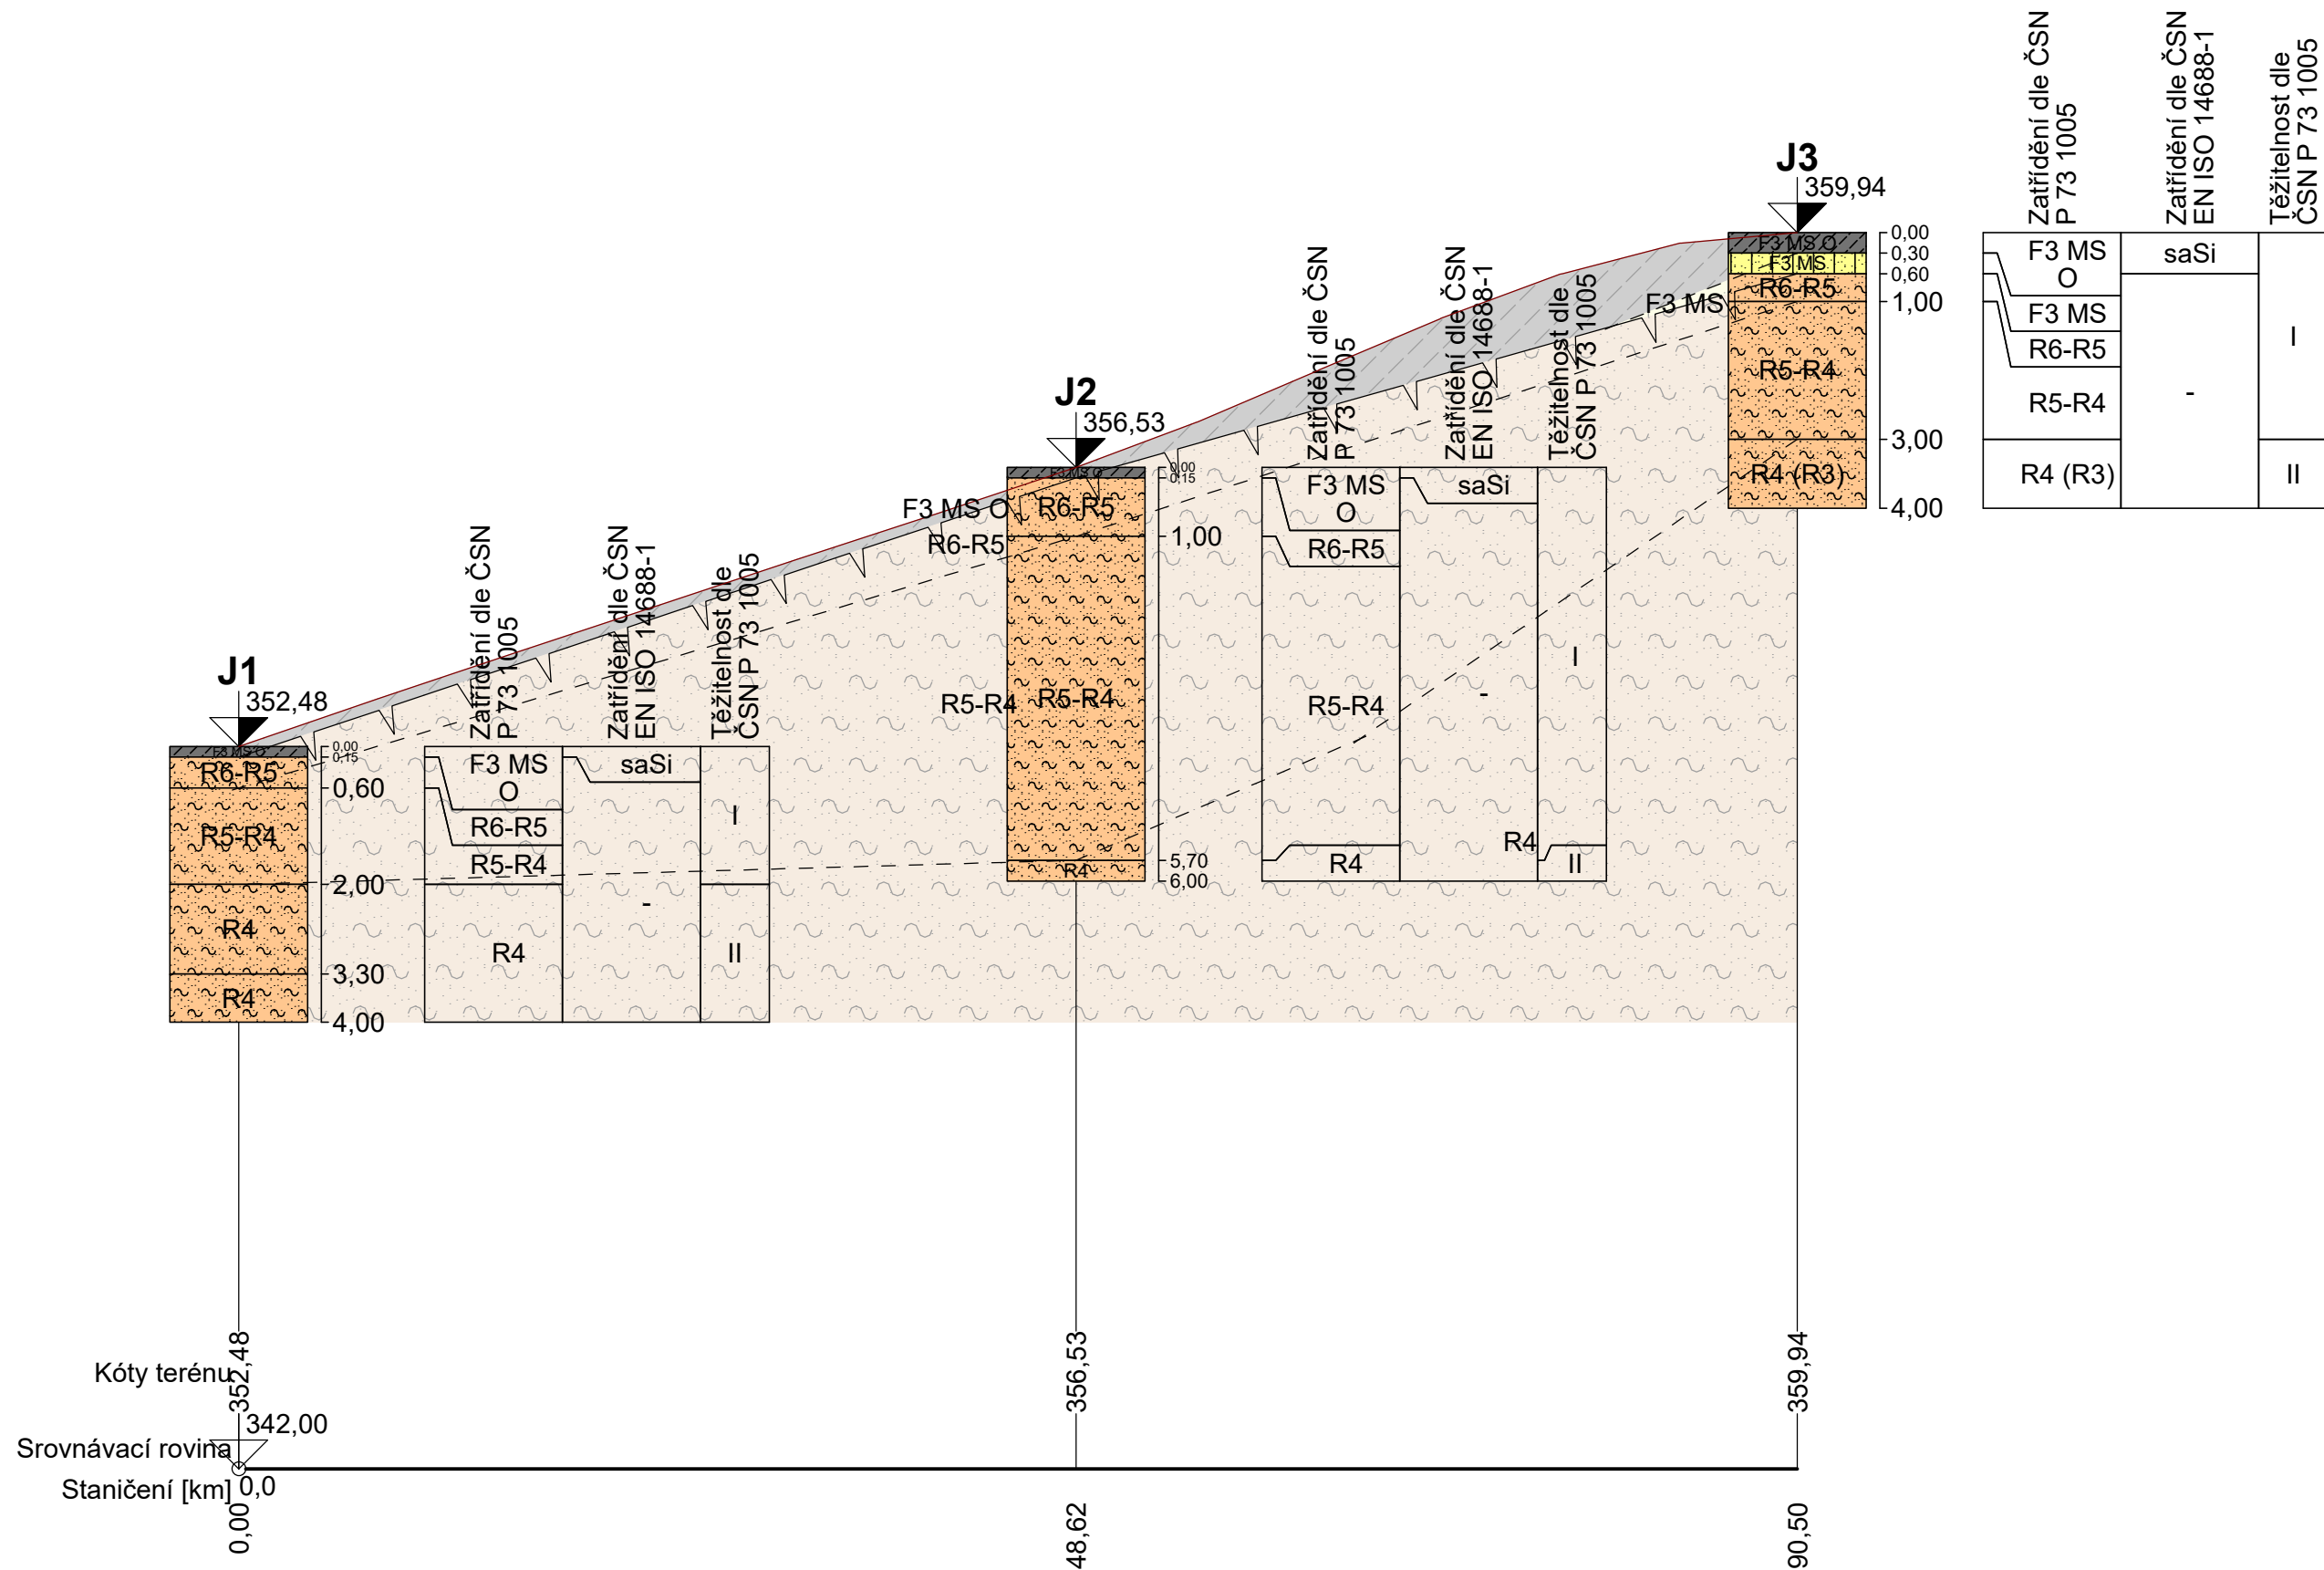 Zatřídění dle ČSN
P 73 1005
Zatřídění dle ČSN
EN ISO 14688-1
Těžitelnost dle
ČSN P 73 1005
J3
359,94
F3 MS O
F3 MS
R6-R5
R5-R4
R4 (R3)
0,00
0,30
0,60
1,00
3,00
4,00
F3 MS
O
F3 MS
R6-R5
R5-R4
R4 (R3)
saSi
-
I
II
F3 MS
J2
356,53
F3 MS O
R6-R5
R5-R4
R4
0,00
0,15
1,00
5,70
6,00
Zatřídění dle ČSN
P 73 1005
Zatřídění dle ČSN
EN ISO 14688-1
Těžitelnost dle
ČSN P 73 1005
F3 MS
O
R6-R5
R5-R4
R4
saSi
-
R4
I
II
F3 MS O
R6-R5
R5-R4
J1
352,48
F3 MS O
R6-R5
R5-R4
R4
R4
0,00
0,15
0,60
2,00
3,30
4,00
Zatřídění dle ČSN
P 73 1005
Zatřídění dle ČSN
EN ISO 14688-1
Těžitelnost dle
ČSN P 73 1005
F3 MS
O
R6-R5
R5-R4
R4
saSi
-
I
II
Kóty terénu
352,48
356,53
359,94
342,00
Srovnávací rovina
Staničení [km]
0,0
0,00
48,62
90,50